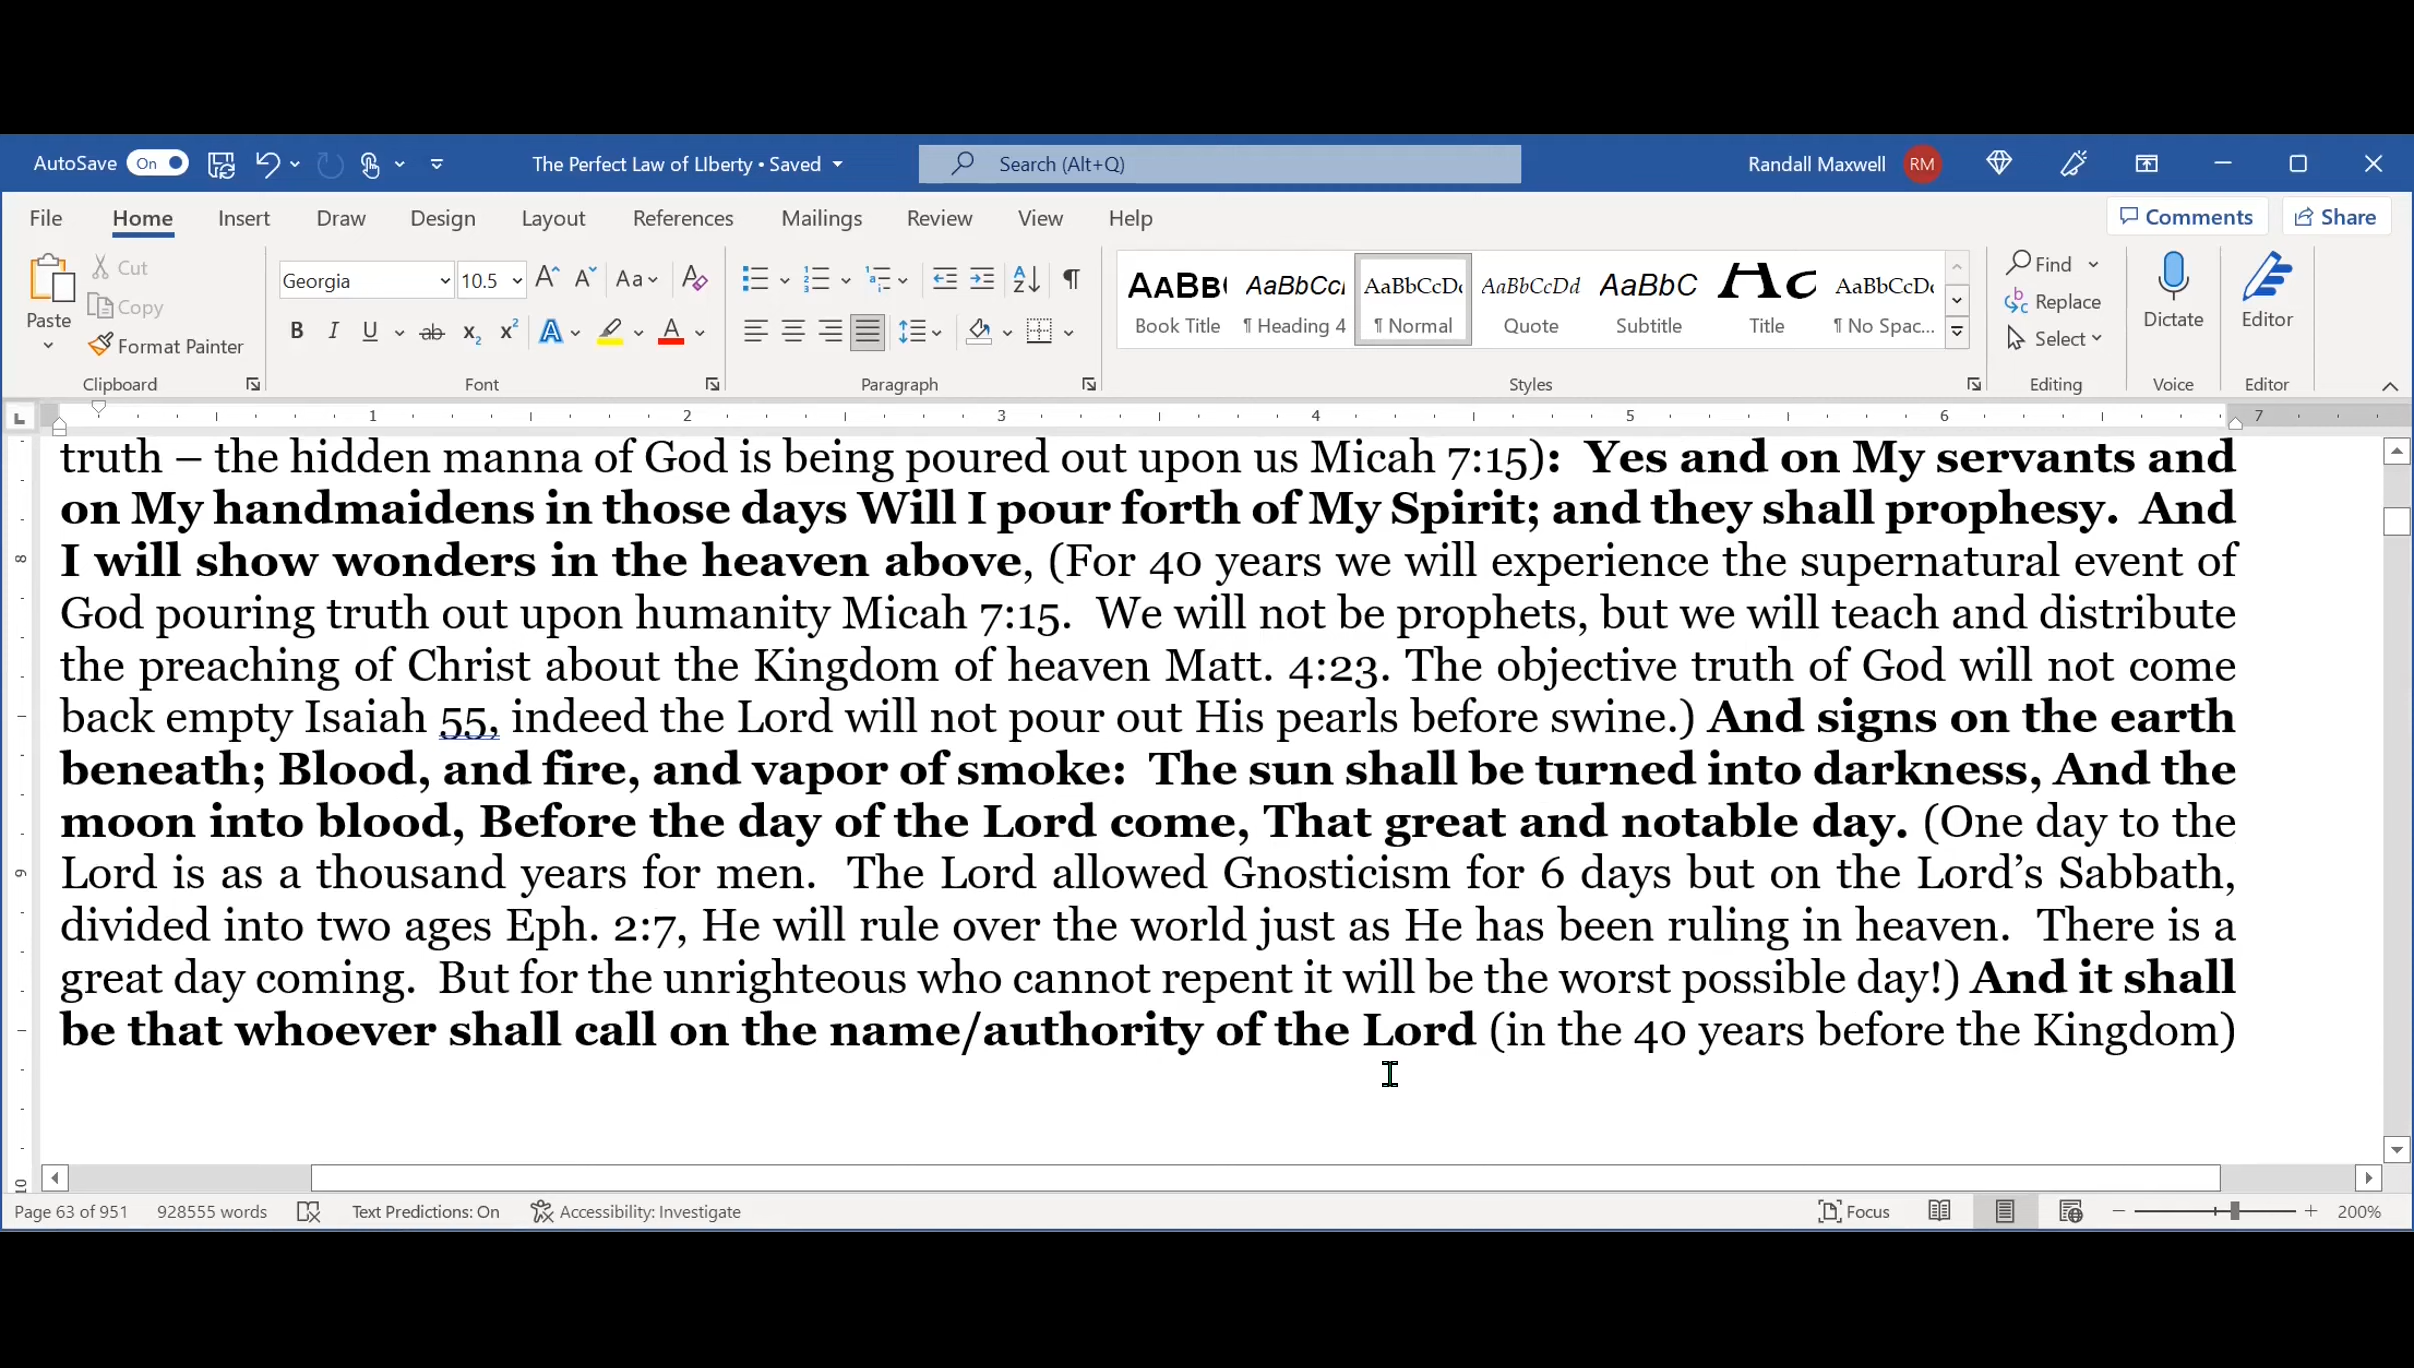 AutoSave On The Perfect Law of LIberty • Saved Search (Alt+Q) Randall Maxwell RM
File Home Insert Draw Design Layout References Mailings Review View Help Comments Share
Paste Cut Copy Format Painter Clipboard
Georgia 10.5 Font
Paragraph
AABB( Book Title AaBbCcI ¶ Heading 4 AaBbCcDc ¶ Normal AaBbCcDd Quote AaBbC Subtitle Ac Title AaBbCcDc ¶ No Spac... Styles
Find Replace Select Editing
Dictate Voice
Editor Editor
1 2 3 4 5 6 7
truth – the hidden manna of God is being poured out upon us Micah 7:15): Yes and on My servants and
on My handmaidens in those days Will I pour forth of My Spirit; and they shall prophesy. And
8 I will show wonders in the heaven above, (For 40 years we will experience the supernatural event of
God pouring truth out upon humanity Micah 7:15. We will not be prophets, but we will teach and distribute
the preaching of Christ about the Kingdom of heaven Matt. 4:23. The objective truth of God will not come
back empty Isaiah 55, indeed the Lord will not pour out His pearls before swine.) And signs on the earth
beneath; Blood, and fire, and vapor of smoke: The sun shall be turned into darkness, And the
moon into blood, Before the day of the Lord come, That great and notable day. (One day to the
9 Lord is as a thousand years for men. The Lord allowed Gnosticism for 6 days but on the Lord’s Sabbath,
divided into two ages Eph. 2:7, He will rule over the world just as He has been ruling in heaven. There is a
great day coming. But for the unrighteous who cannot repent it will be the worst possible day!) And it shall
be that whoever shall call on the name/authority of the Lord (in the 40 years before the Kingdom)
10
Page 63 of 951 928555 words Text Predictions: On Accessibility: Investigate Focus 200%